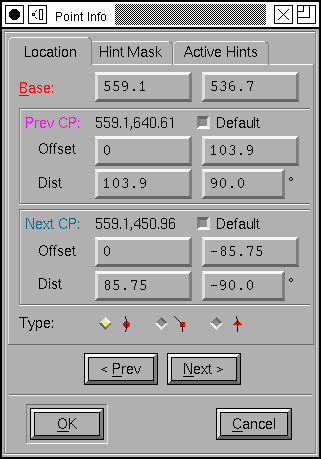 Point Info
Location Hint Mask Active Hints
Base: 559.1 536.7
Prev CP: 559.1,640.61 Default
Offset 0 103.9
Dist 103.9 90.0 °
Next CP: 559.1,450.96 Default
Offset 0 -85.75
Dist 85.75 -90.0 °
Type:
< Prev Next >
OK Cancel